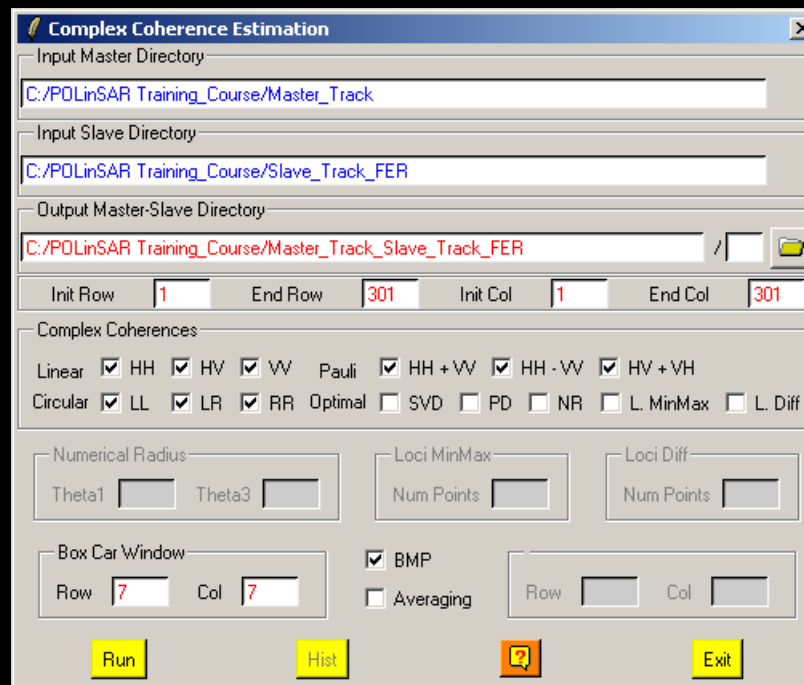 Complex Coherence Estimation
Input Master Directory
C:/POLinSAR Training_Course/Master_Track
Input Slave Directory
C:/POLinSAR Training_Course/Slave_Track_FER
Output Master-Slave Directory
C:/POLinSAR Training_Course/Master_Track_Slave_Track_FER /
Init Row 1 End Row 301 Init Col 1 End Col 301
Complex Coherences
Linear HH HV VV Pauli HH + VV HH - VV HV + VH
Circular LL LR RR Optimal SVD PD NR L. MinMax L. Diff
Numerical Radius Loci MinMax Loci Diff
Theta1 Theta3 Num Points Num Points
Box Car Window BMP
Row 7 Col 7 Averaging Row Col
Run Hist ? Exit